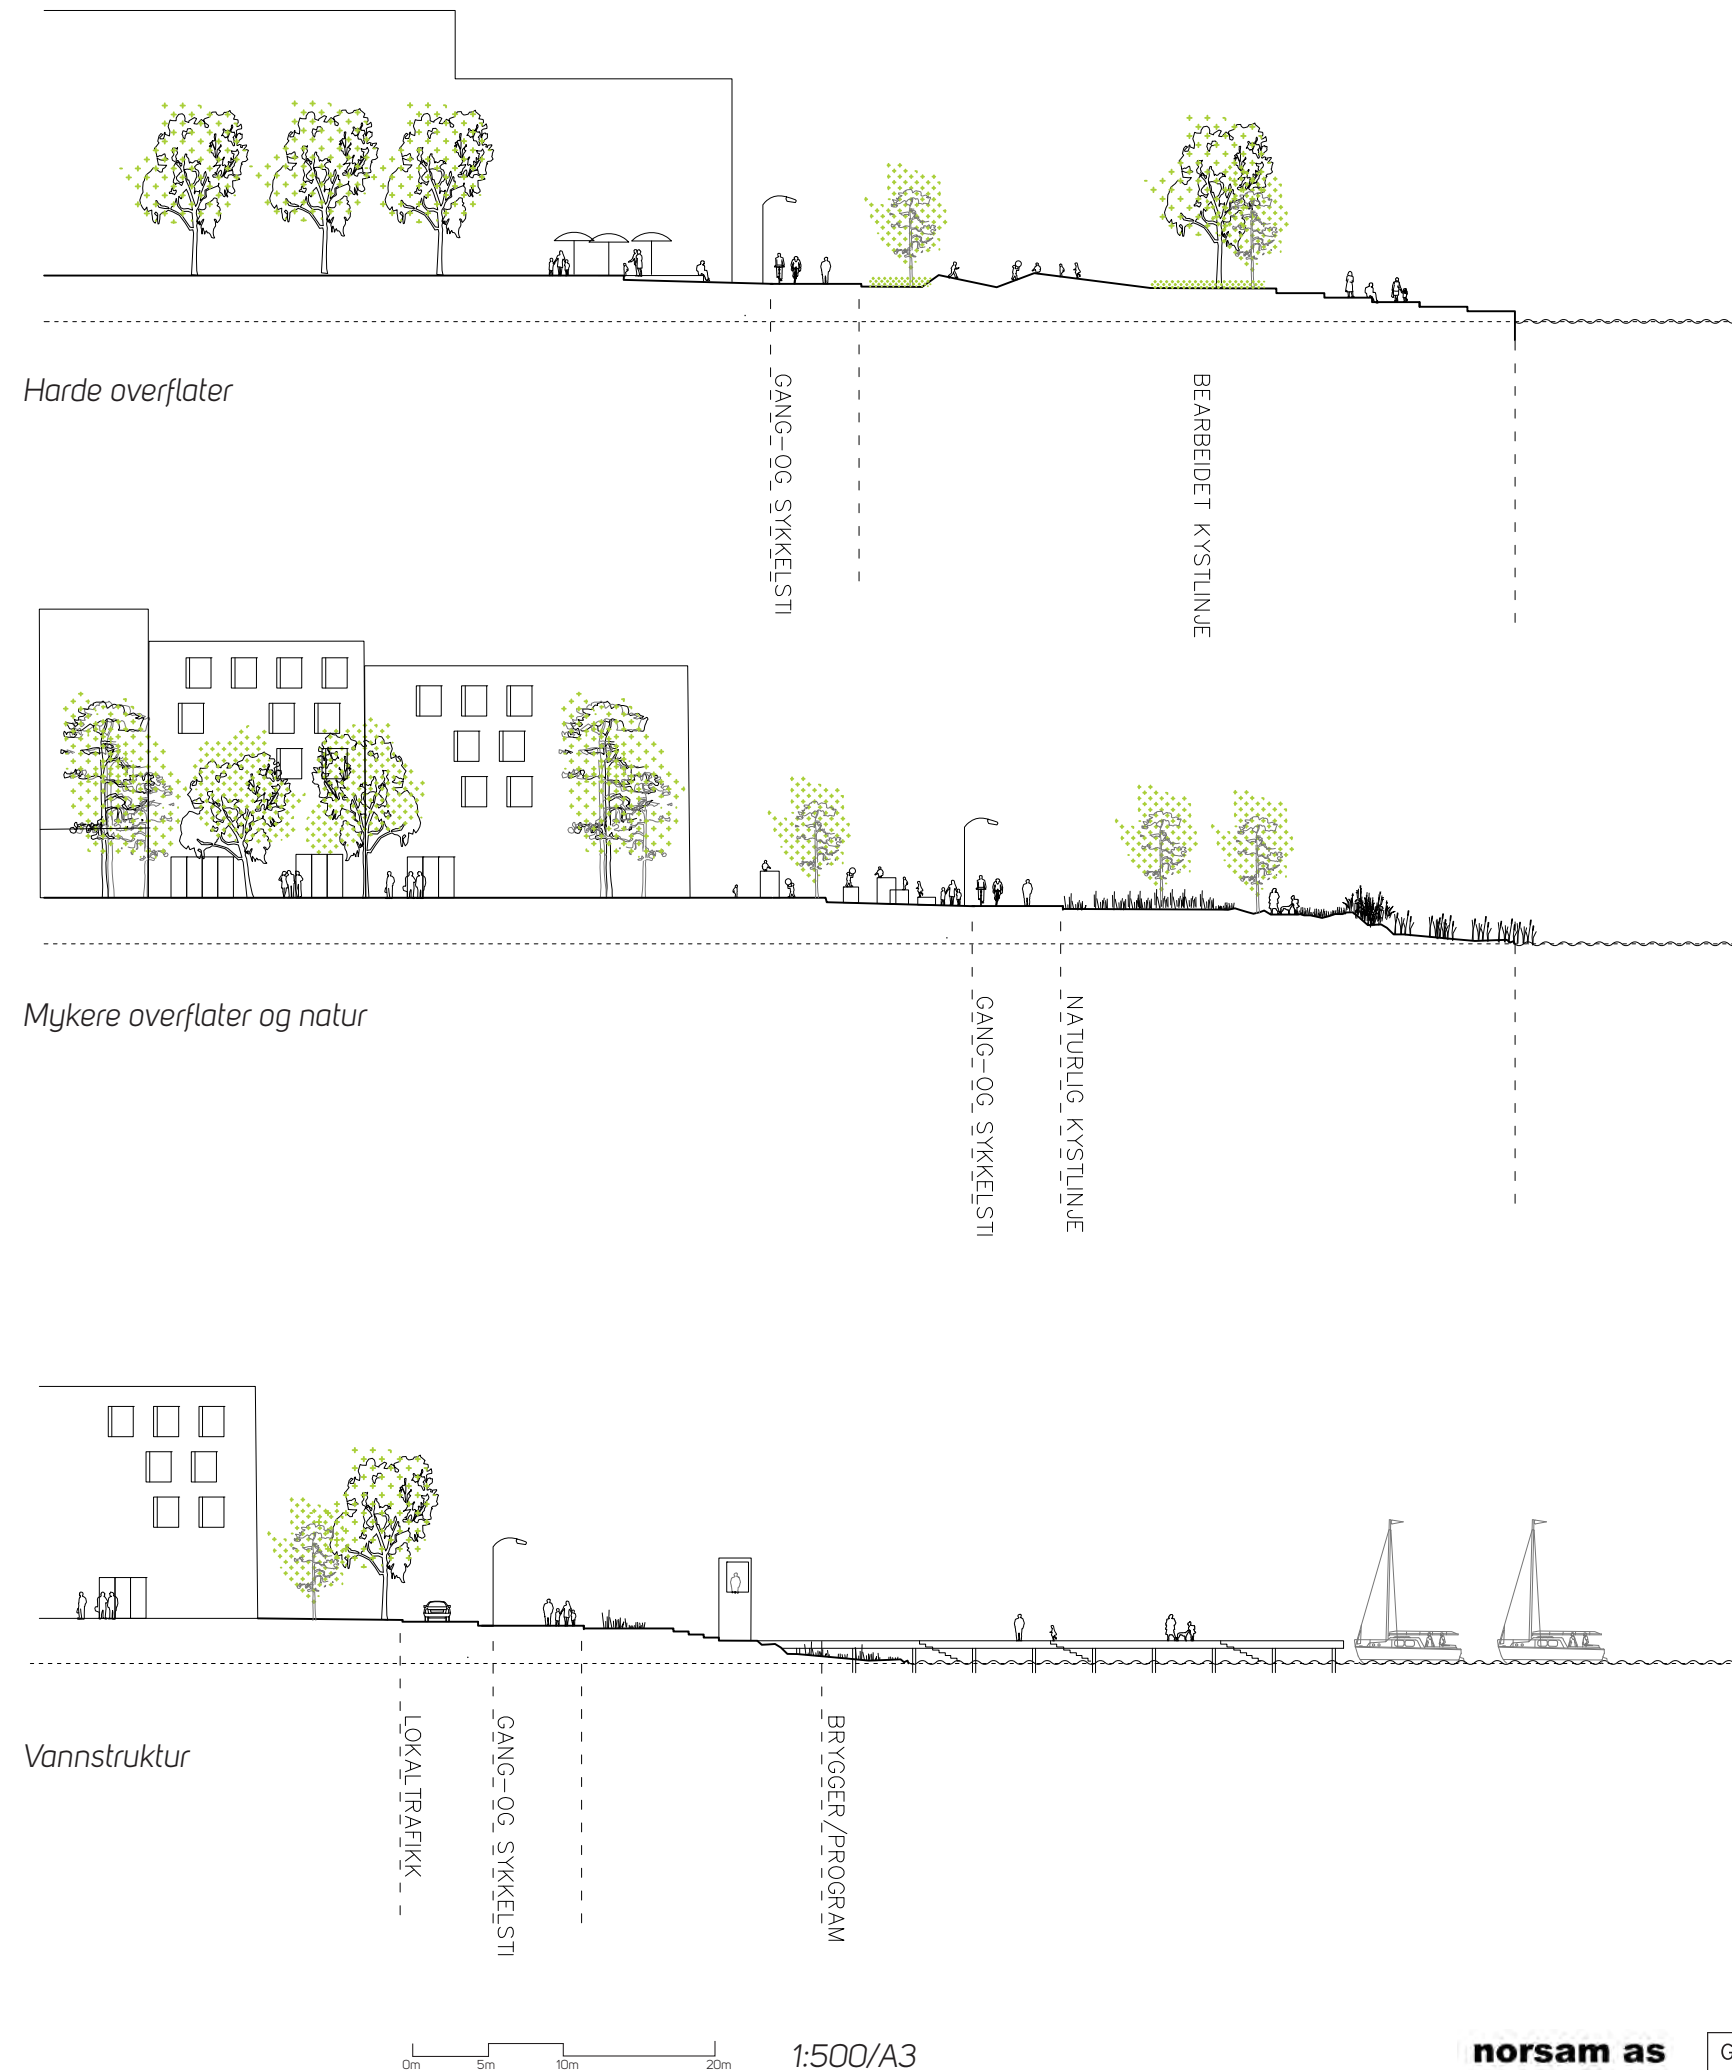 Harde overflater
GANG-OG SYKKELSTI
BEARBEIDET KYSTLINJE
Mykere overflater og natur
GANG-OG SYKKELSTI
NATURLIG KYSTLINJE
Vannstruktur
LOKALTRAFIKK
GANG-OG SYKKELSTI
BRYGGER/PROGRAM
0m 5m 10m 20m
1:500/A3
norsam as